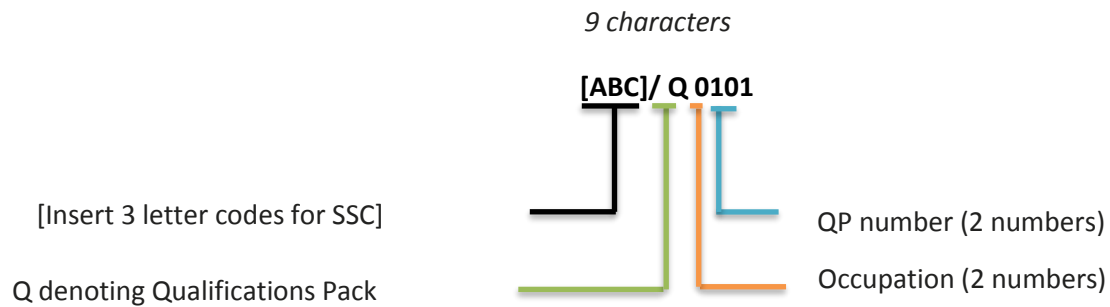 9 characters
[ABC]/ Q 0101
[Insert 3 letter codes for SSC]
QP number (2 numbers)
Q denoting Qualifications Pack
Occupation (2 numbers)